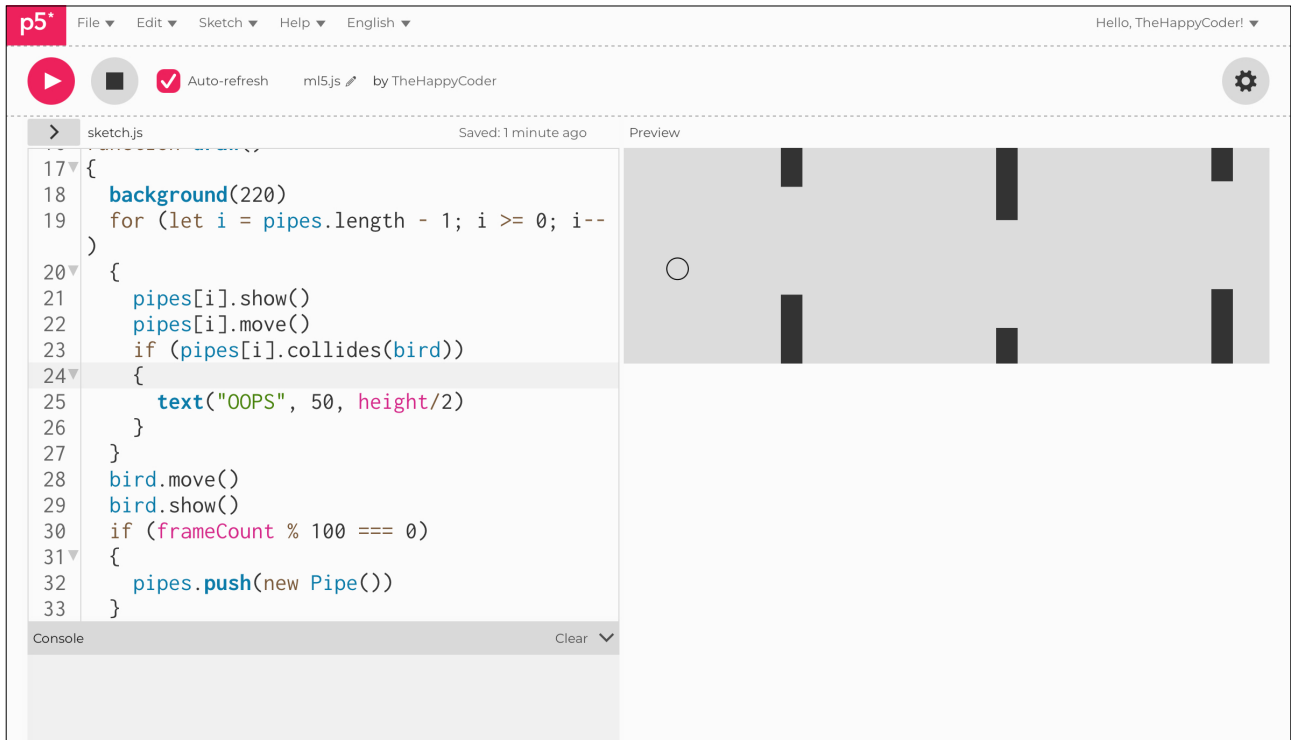 p5* File Edit Sketch Help English Hello, TheHappyCoder!
Auto-refresh ml5.js by TheHappyCoder
sketch.js Saved: 1 minute ago Preview
17 {
18 background(220)
19 for (let i = pipes.length - 1; i >= 0; i--
)
20 {
21 pipes[i].show()
22 pipes[i].move()
23 if (pipes[i].collides(bird))
24 {
25 text("OOPS", 50, height/2)
26 }
27 }
28 bird.move()
29 bird.show()
30 if (frameCount % 100 === 0)
31 {
32 pipes.push(new Pipe())
33 }
Console Clear